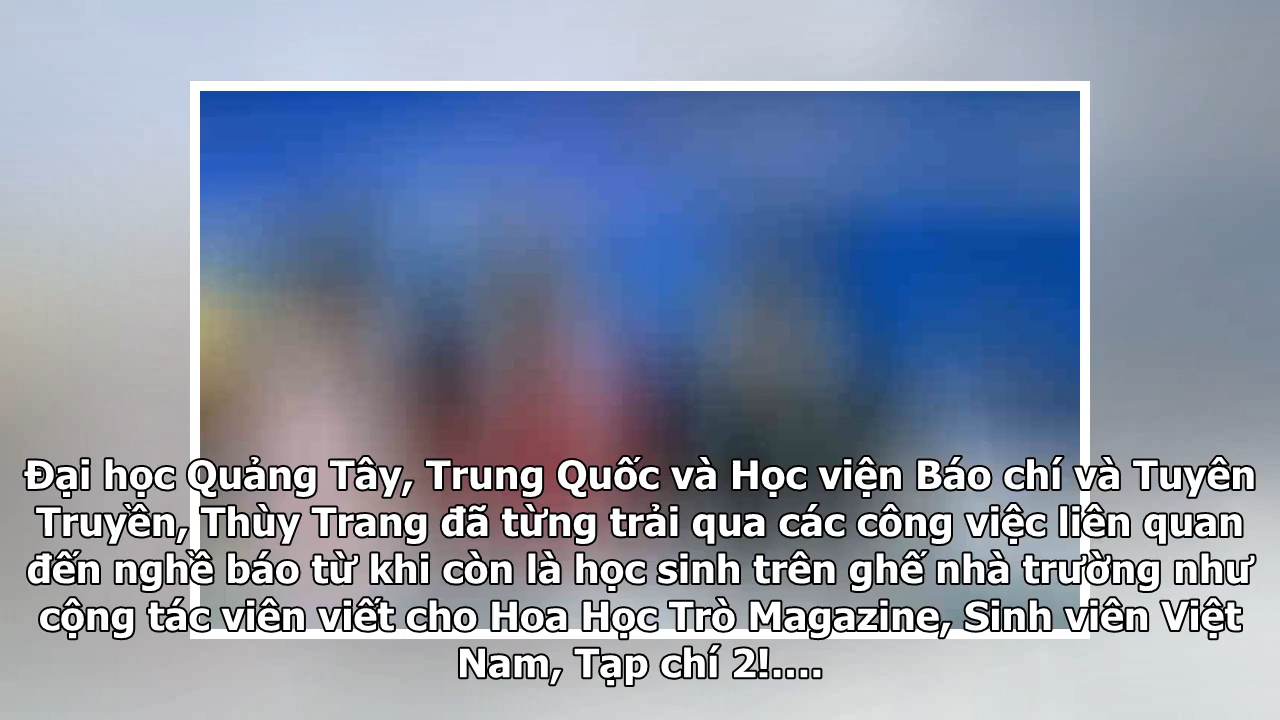 Đại học Quảng Tây, Trung Quốc và Học viện Báo chí và Tuyên
Truyền, Thùy Trang đã từng trải qua các công việc liên quan
đến nghề báo từ khi còn là học sinh trên ghế nhà trường như
cộng tác viên viết cho Hoa Học Trò Magazine, Sinh viên Việt
Nam, Tạp chí 2!....